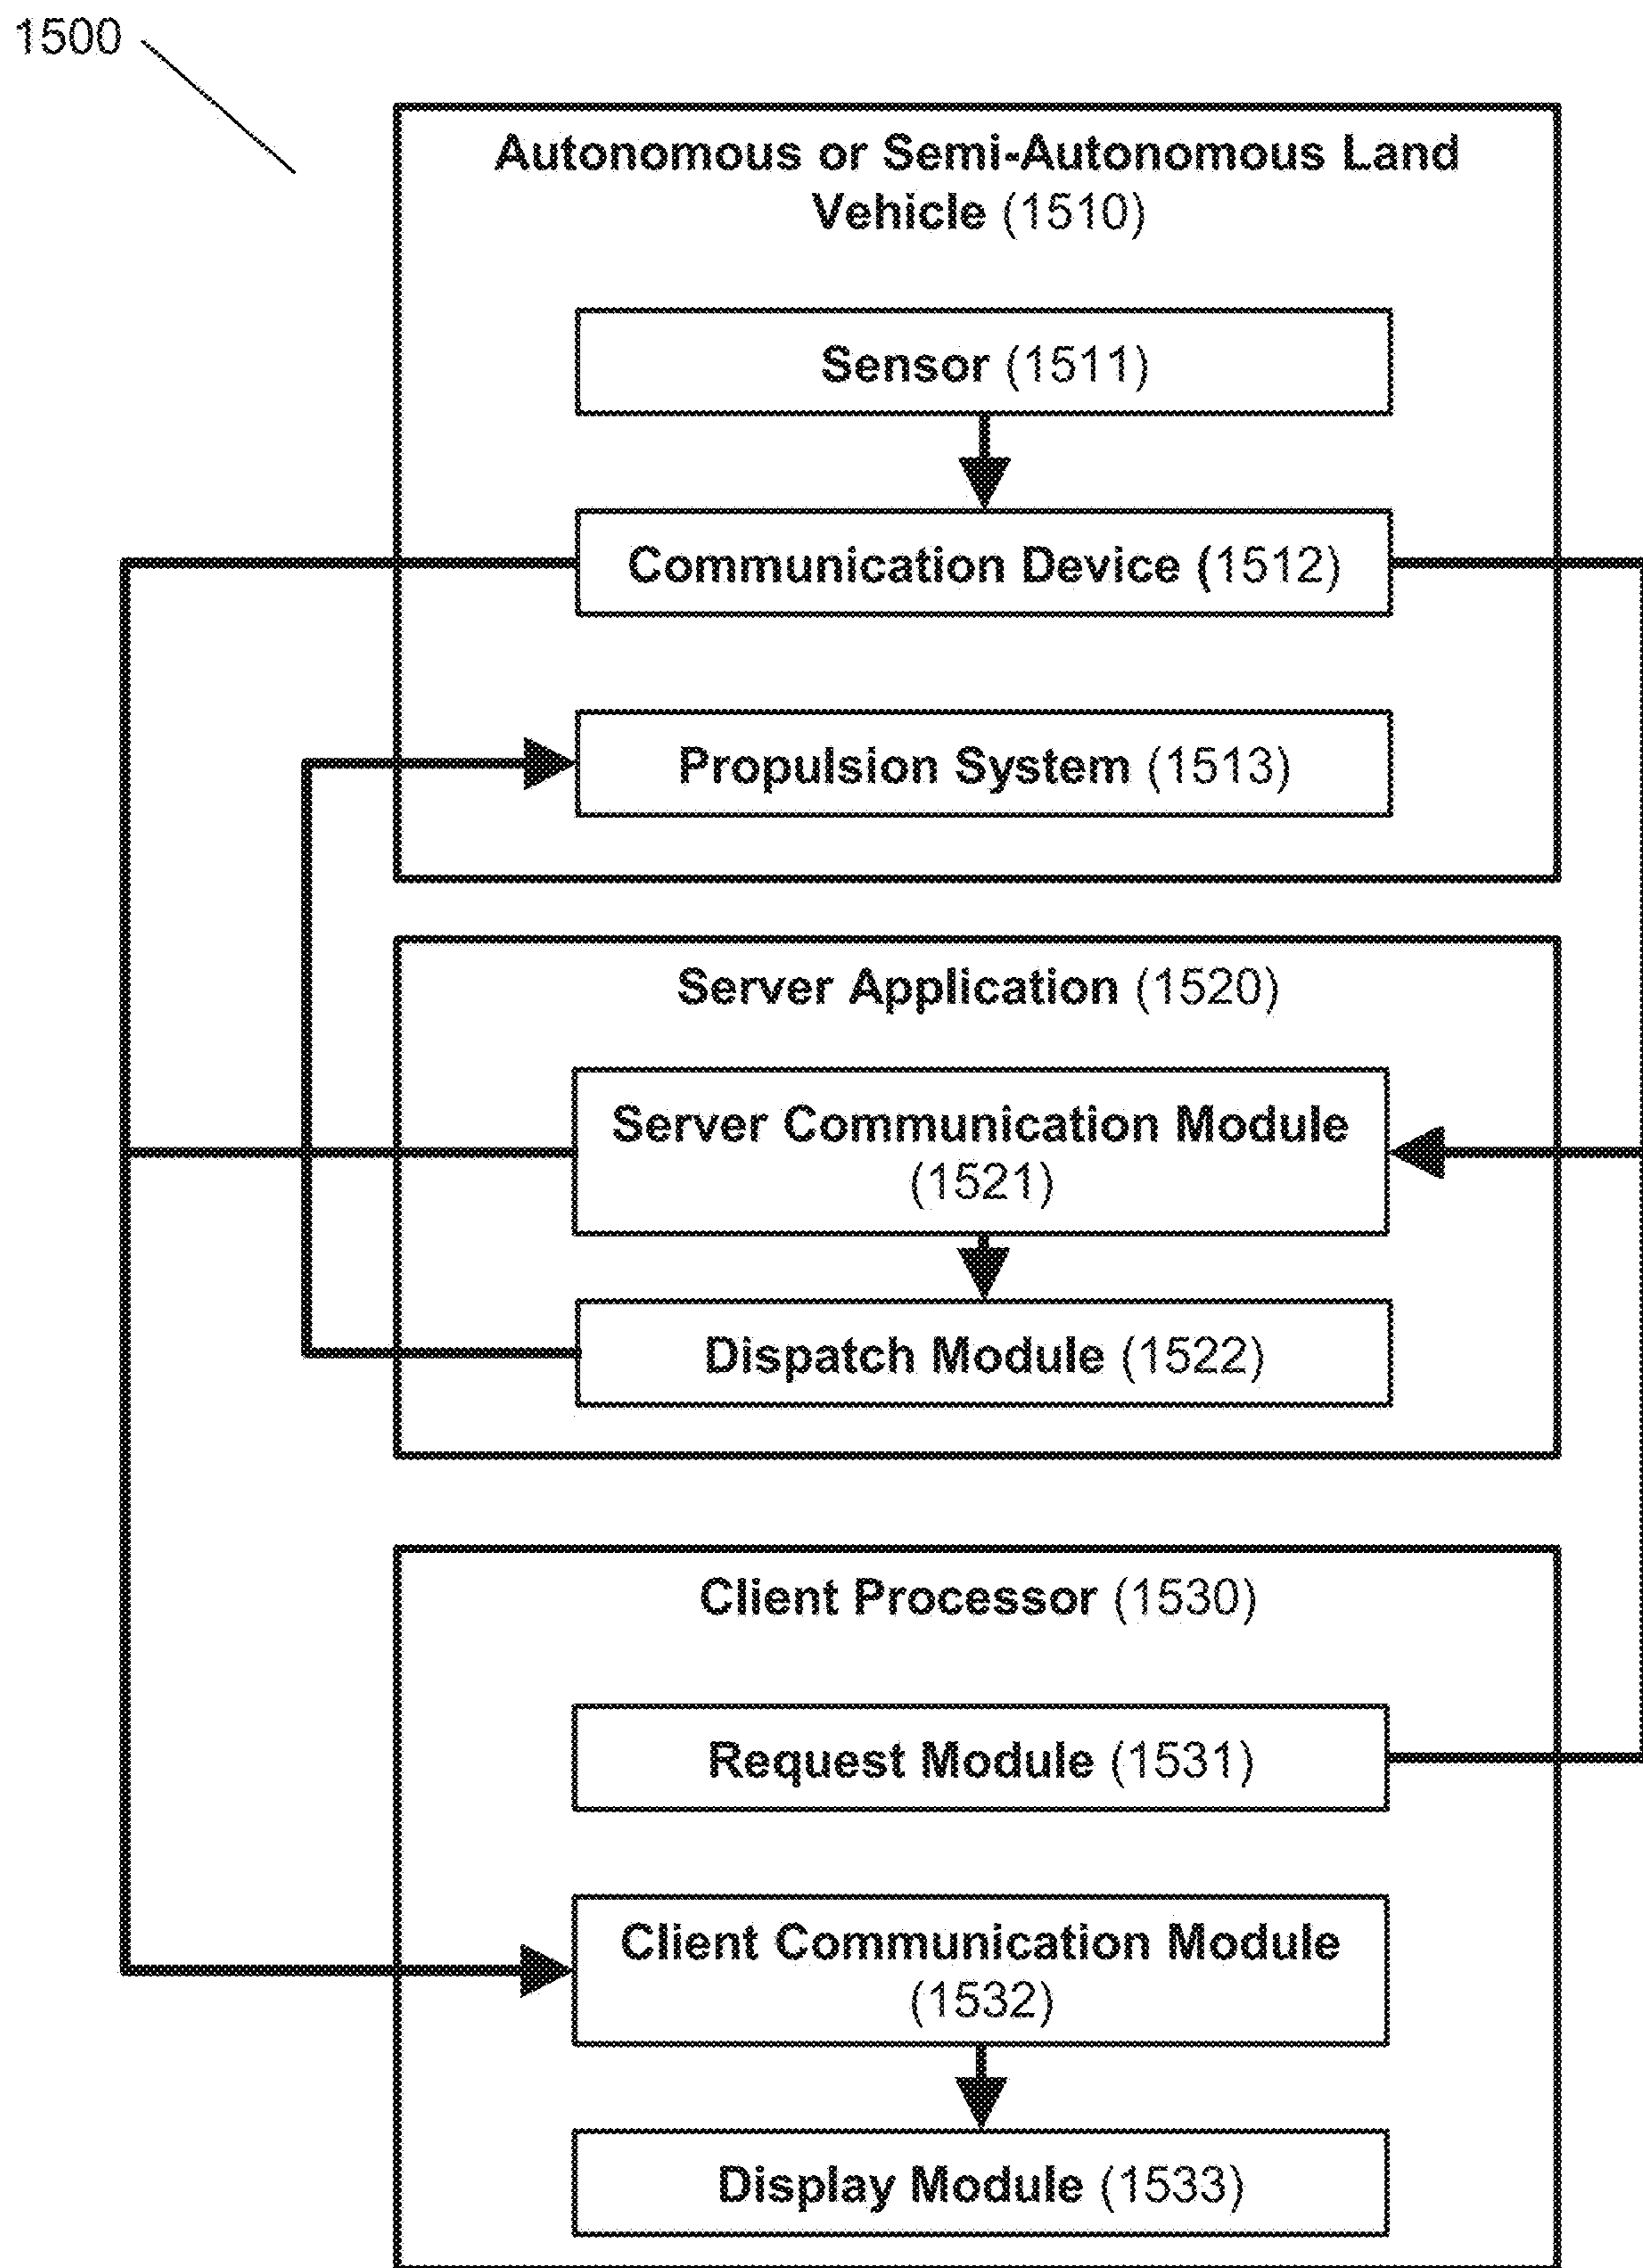 1500
Autonomous or Semi-Autonomous Land
Vehicle (1510)
Sensor (1511)
Communication Device (1512)
Propulsion System (1513)
Server Application (1520)
Server Communication Module
(1521)
Dispatch Module (1522)
Client Processor (1530)
Request Module (1531)
Client Communication Module
(1532)
Display Module (1533)